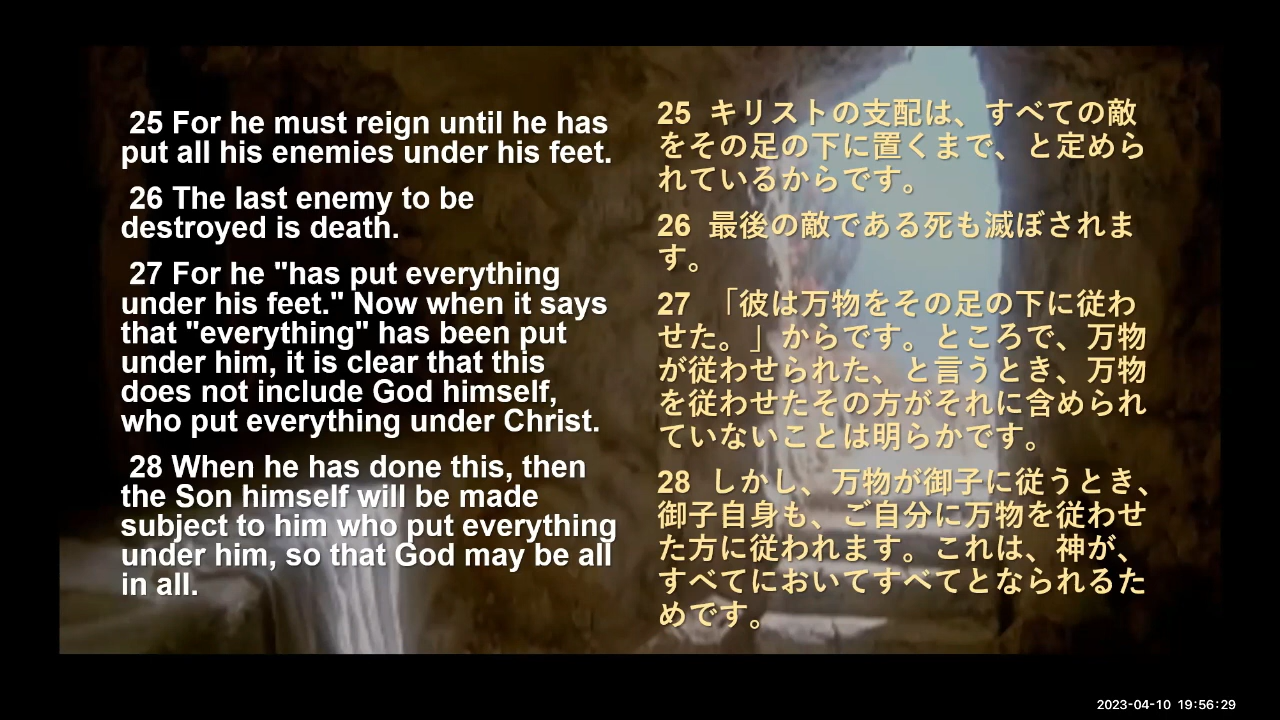 25 For he must reign until he has
put all his enemies under his feet.
26 The last enemy to be
destroyed is death.
27 For he "has put everything
under his feet." Now when it says
that "everything" has been put
under him, it is clear that this
does not include God himself,
who put everything under Christ.
28 When he has done this, then
the Son himself will be made
subject to him who put everything
under him, so that God may be all
in all.
25 キリストの支配は、すべての敵
をその足の下に置くまで、と定めら
れているからです。
26 最後の敵である死も滅ぼされま
す。
27 「彼は万物をその足の下に従わ
せた。」からです。ところで、万物
が従わせられた、と言うとき、万物
を従わせたその方がそれに含められ
ていないことは明らかです。
28 しかし、万物が御子に従うとき、
御子自身も、ご自分に万物を従わせ
た方に従われます。これは、神が、
すべてにおいてすべてとなられるた
めです。
2023-04-10 19:56:29